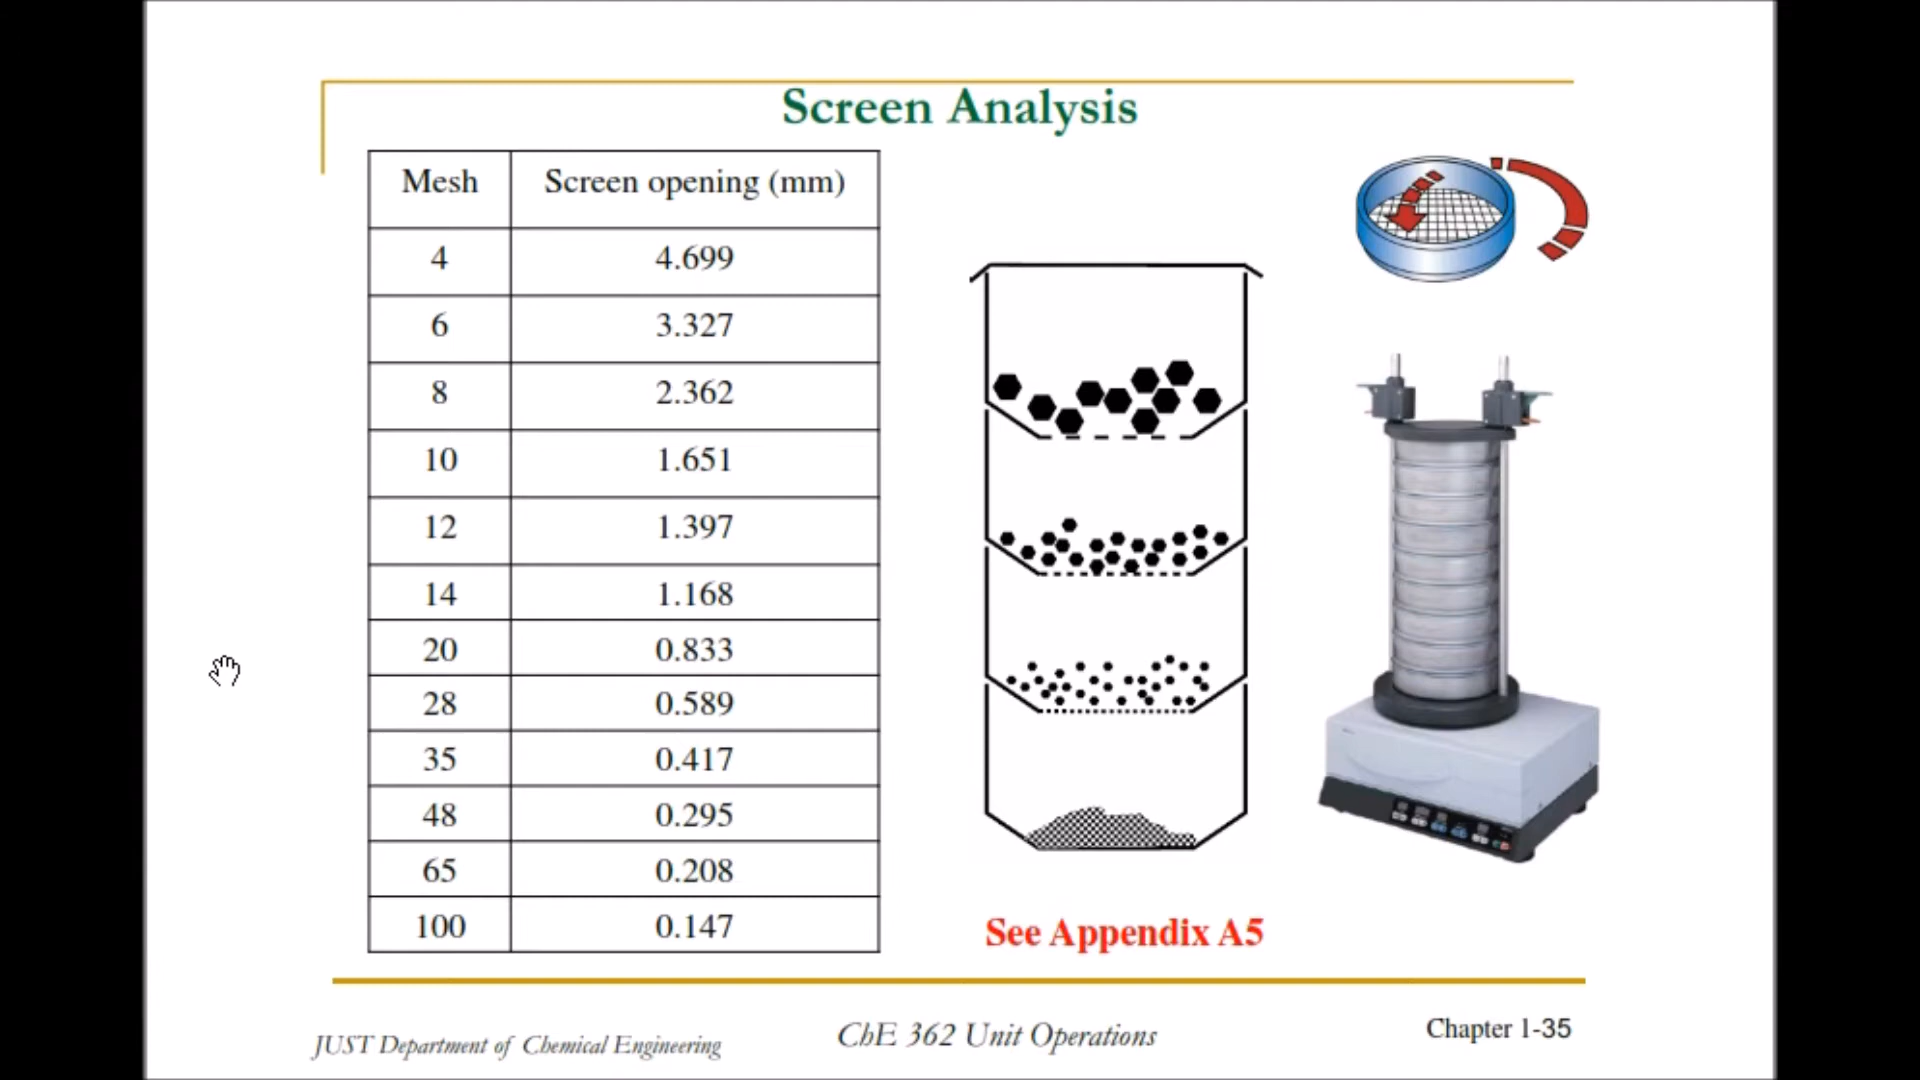 Screen Analysis
Mesh Screen opening (mm)
4 4.699
6 3.327
8 2.362
10 1.651
12 1.397
14 1.168
20 0.833
28 0.589
35 0.417
48 0.295
65 0.208
100 0.147
See Appendix A5
JUST Department of Chemical Engineering
ChE 362 Unit Operations
Chapter 1-35